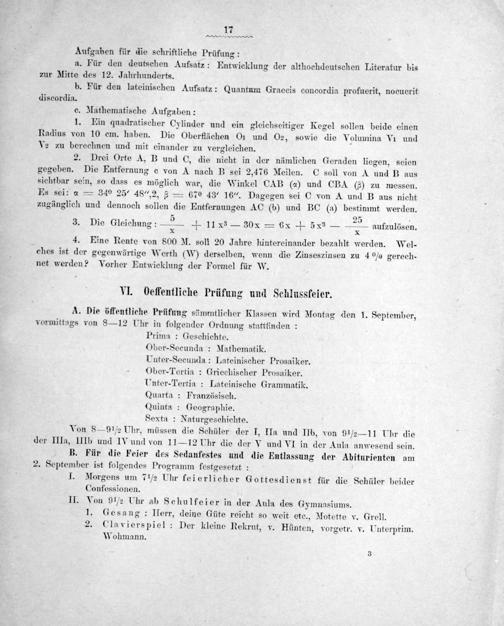 17
Aufgaben für die schriftliche Prüfung :
a. Für den deutschen Aufsatz : Entwicklung der althochdeutschen Literatur bis
zur Mitte des 12. Jahrhunderts.
b. Für den lateinischen Aufsatz : Quantum Graecis concordia profuerit, nocuerit
discordia.
c. Mathematische Aufgaben :
1. Ein quadratischer Cylinder und ein gleichseitiger Kegel sollen beide einen
Radius von 10 cm. haben. Die Oberflächen O₁ und O₂, sowie die Volumina V₁ und
V₂ zu berechnen und mit einander zu vergleichen.
2. Drei Orte A, B und C, die nicht in der nämlichen Geraden liegen, seien
gegeben. Die Entfernung c von A nach B sei 2,476 Meilen. C soll von A und B aus
sichtbar sein, so dass es möglich war, die Winkel CAB (α) und CBA (β) zu messen.
Es sei: α = 34° 25' 48",2, β = 67° 43' 16". Dagegen sei C von A und B aus nicht
zugänglich und dennoch sollen die Entfernungen AC (b) und BC (a) bestimmt werden.
3. Die Gleichung : 5/x + 11x³ — 30x = 6x + 5x³ — 25/x aufzulösen.
4. Eine Rente von 800 M. soll 20 Jahre hintereinander bezahlt werden. Wel-
ches ist der gegenwärtige Werth (W) derselben, wenn die Zinseszinsen zu 4 % gerech-
net werden? Vorher Entwicklung der Formel für W.
VI. Oeffentliche Prüfung und Schlussfeier.
A. Die öffentliche Prüfung sämmtlicher Klassen wird Montag den 1. September,
vormittags von 8—12 Uhr in folgender Ordnung stattfinden :
Prima : Geschichte.
Ober-Secunda : Mathematik.
Unter-Secunda : Lateinischer Prosaiker.
Ober-Tertia : Griechischer Prosaiker.
Unter-Tertia : Lateinische Grammatik.
Quarta : Französisch.
Quinta : Geographie.
Sexta : Naturgeschichte.
Von 8—9½ Uhr, müssen die Schüler der I, IIa und IIb, von 9½—11 Uhr die
der IIIa, IIIb und IV und von 11—12 Uhr die der V und VI in der Aula anwesend sein.
B. Für die Feier des Sedanfestes und die Entlassung der Abiturienten am
2. September ist folgendes Programm festgesetzt :
I. Morgens um 7½ Uhr feierlicher Gottesdienst für die Schüler beider
Confessionen.
II. Von 9½ Uhr ab Schulfeier in der Aula des Gymnasiums.
1. Gesang : Herr, deine Güte reicht so weit etc., Motette v. Grell.
2. Clavierspiel : Der kleine Rekrut, v. Hünten, vorgetr. v. Unterprim.
Wohmann.
3